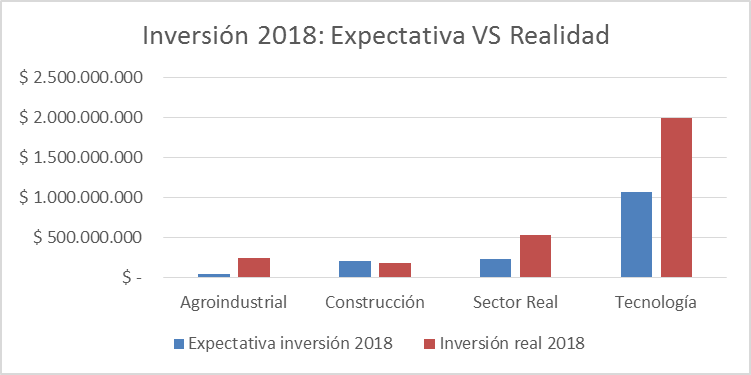 Inversión 2018: Expectativa VS Realidad
$ 2.500.000.000
$ 2.000.000.000
$ 1.500.000.000
$ 1.000.000.000
$ 500.000.000
$ -
Agroindustrial Construcción Sector Real Tecnología
Expectativa inversión 2018 Inversión real 2018